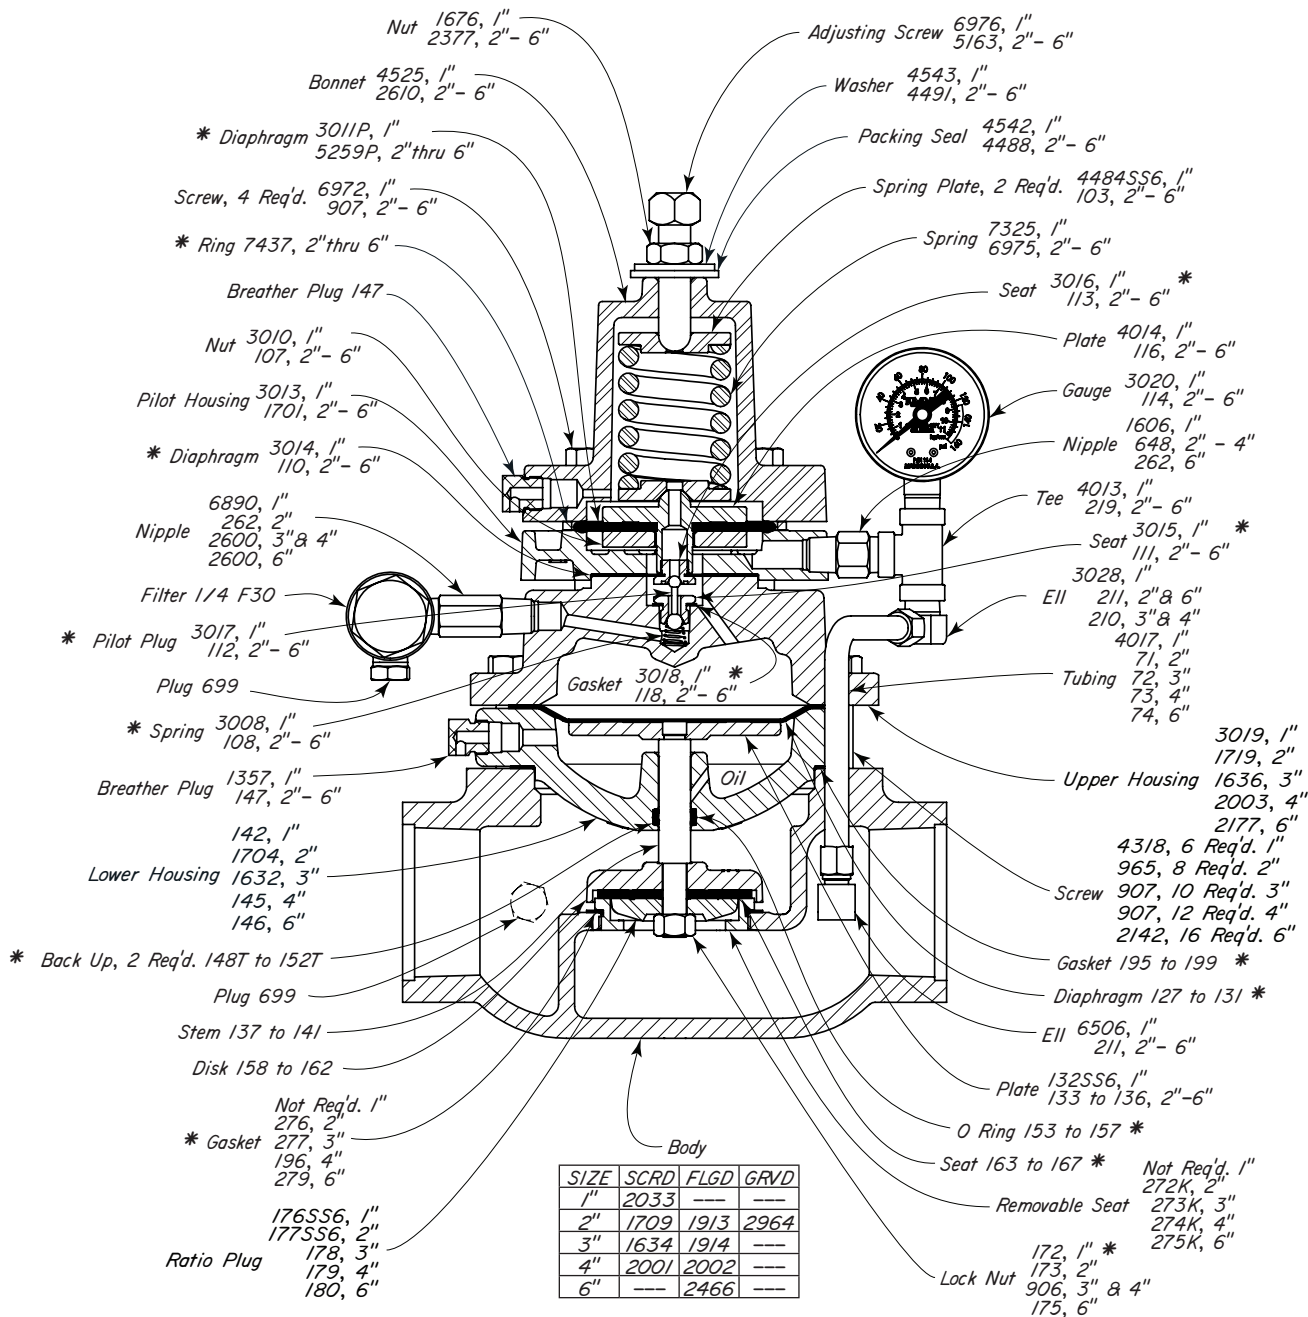 Nut 1676, 1"
2377, 2"- 6"
Bonnet 4525, 1"
2610, 2"- 6"
* Diaphragm 3011P, 1"
5259P, 2"thru 6"
Screw, 4 Req'd. 6972, 1"
907, 2"- 6"
* Ring 7437, 2"thru 6"
Breather Plug 147
Nut 3010, 1"
107, 2"- 6"
Pilot Housing 3013, 1"
1701, 2"- 6"
* Diaphragm 3014, 1"
110, 2"- 6"
6890, 1"
262, 2"
Nipple 2600, 3"& 4"
2600, 6"
Filter 1/4 F30
* Pilot Plug 3017, 1"
112, 2"- 6"
Plug 699
* Spring 3008, 1"
108, 2"- 6"
Breather Plug 1357, 1"
147, 2"- 6"
142, 1"
1704, 2"
Lower Housing 1632, 3"
145, 4"
146, 6"
* Back Up, 2 Req'd. 148T to 152T
Plug 699
Stem 137 to 141
Disk 158 to 162
Not Req'd. 1"
276, 2"
* Gasket 277, 3"
196, 4"
279, 6"
176SS6, 1"
177SS6, 2"
Ratio Plug 178, 3"
179, 4"
180, 6"
Adjusting Screw 6976, 1"
5163, 2"- 6"
Washer 4543, 1"
4491, 2"- 6"
Packing Seal 4542, 1"
4488, 2"- 6"
Spring Plate, 2 Req'd. 4484SS6, 1"
103, 2"- 6"
Spring 7325, 1"
6975, 2"- 6"
Seat 3016, 1" *
113, 2"- 6"
Plate 4014, 1"
116, 2"- 6"
Gauge 3020, 1"
114, 2"- 6"
1606, 1"
Nipple 648, 2" - 4"
262, 6"
Tee 4013, 1"
219, 2"- 6"
Seat 3015, 1" *
111, 2"- 6"
3028, 1"
Ell 211, 2"& 6"
210, 3"& 4"
4017, 1"
71, 2"
Tubing 72, 3"
73, 4"
74, 6"
Gasket 3018, 1" *
118, 2"- 6"
Oil
3019, 1"
1719, 2"
Upper Housing 1636, 3"
2003, 4"
2177, 6"
4318, 6 Req'd. 1"
965, 8 Req'd. 2"
Screw 907, 10 Req'd. 3"
907, 12 Req'd. 4"
2142, 16 Req'd. 6"
Gasket 195 to 199 *
Diaphragm 127 to 131 *
Ell 6506, 1"
211, 2"- 6"
Plate 132SS6, 1"
133 to 136, 2"-6"
O Ring 153 to 157 *
Seat 163 to 167 *
Not Req'd. 1"
272K, 2"
Removable Seat 273K, 3"
274K, 4"
275K, 6"
172, 1" *
173, 2"
Lock Nut 906, 3" & 4"
175, 6"
Body
SIZE SCRD FLGD GRVD
1" 2033 --- ---
2" 1709 1913 2964
3" 1634 1914 ---
4" 2001 2002 ---
6" --- 2466 ---